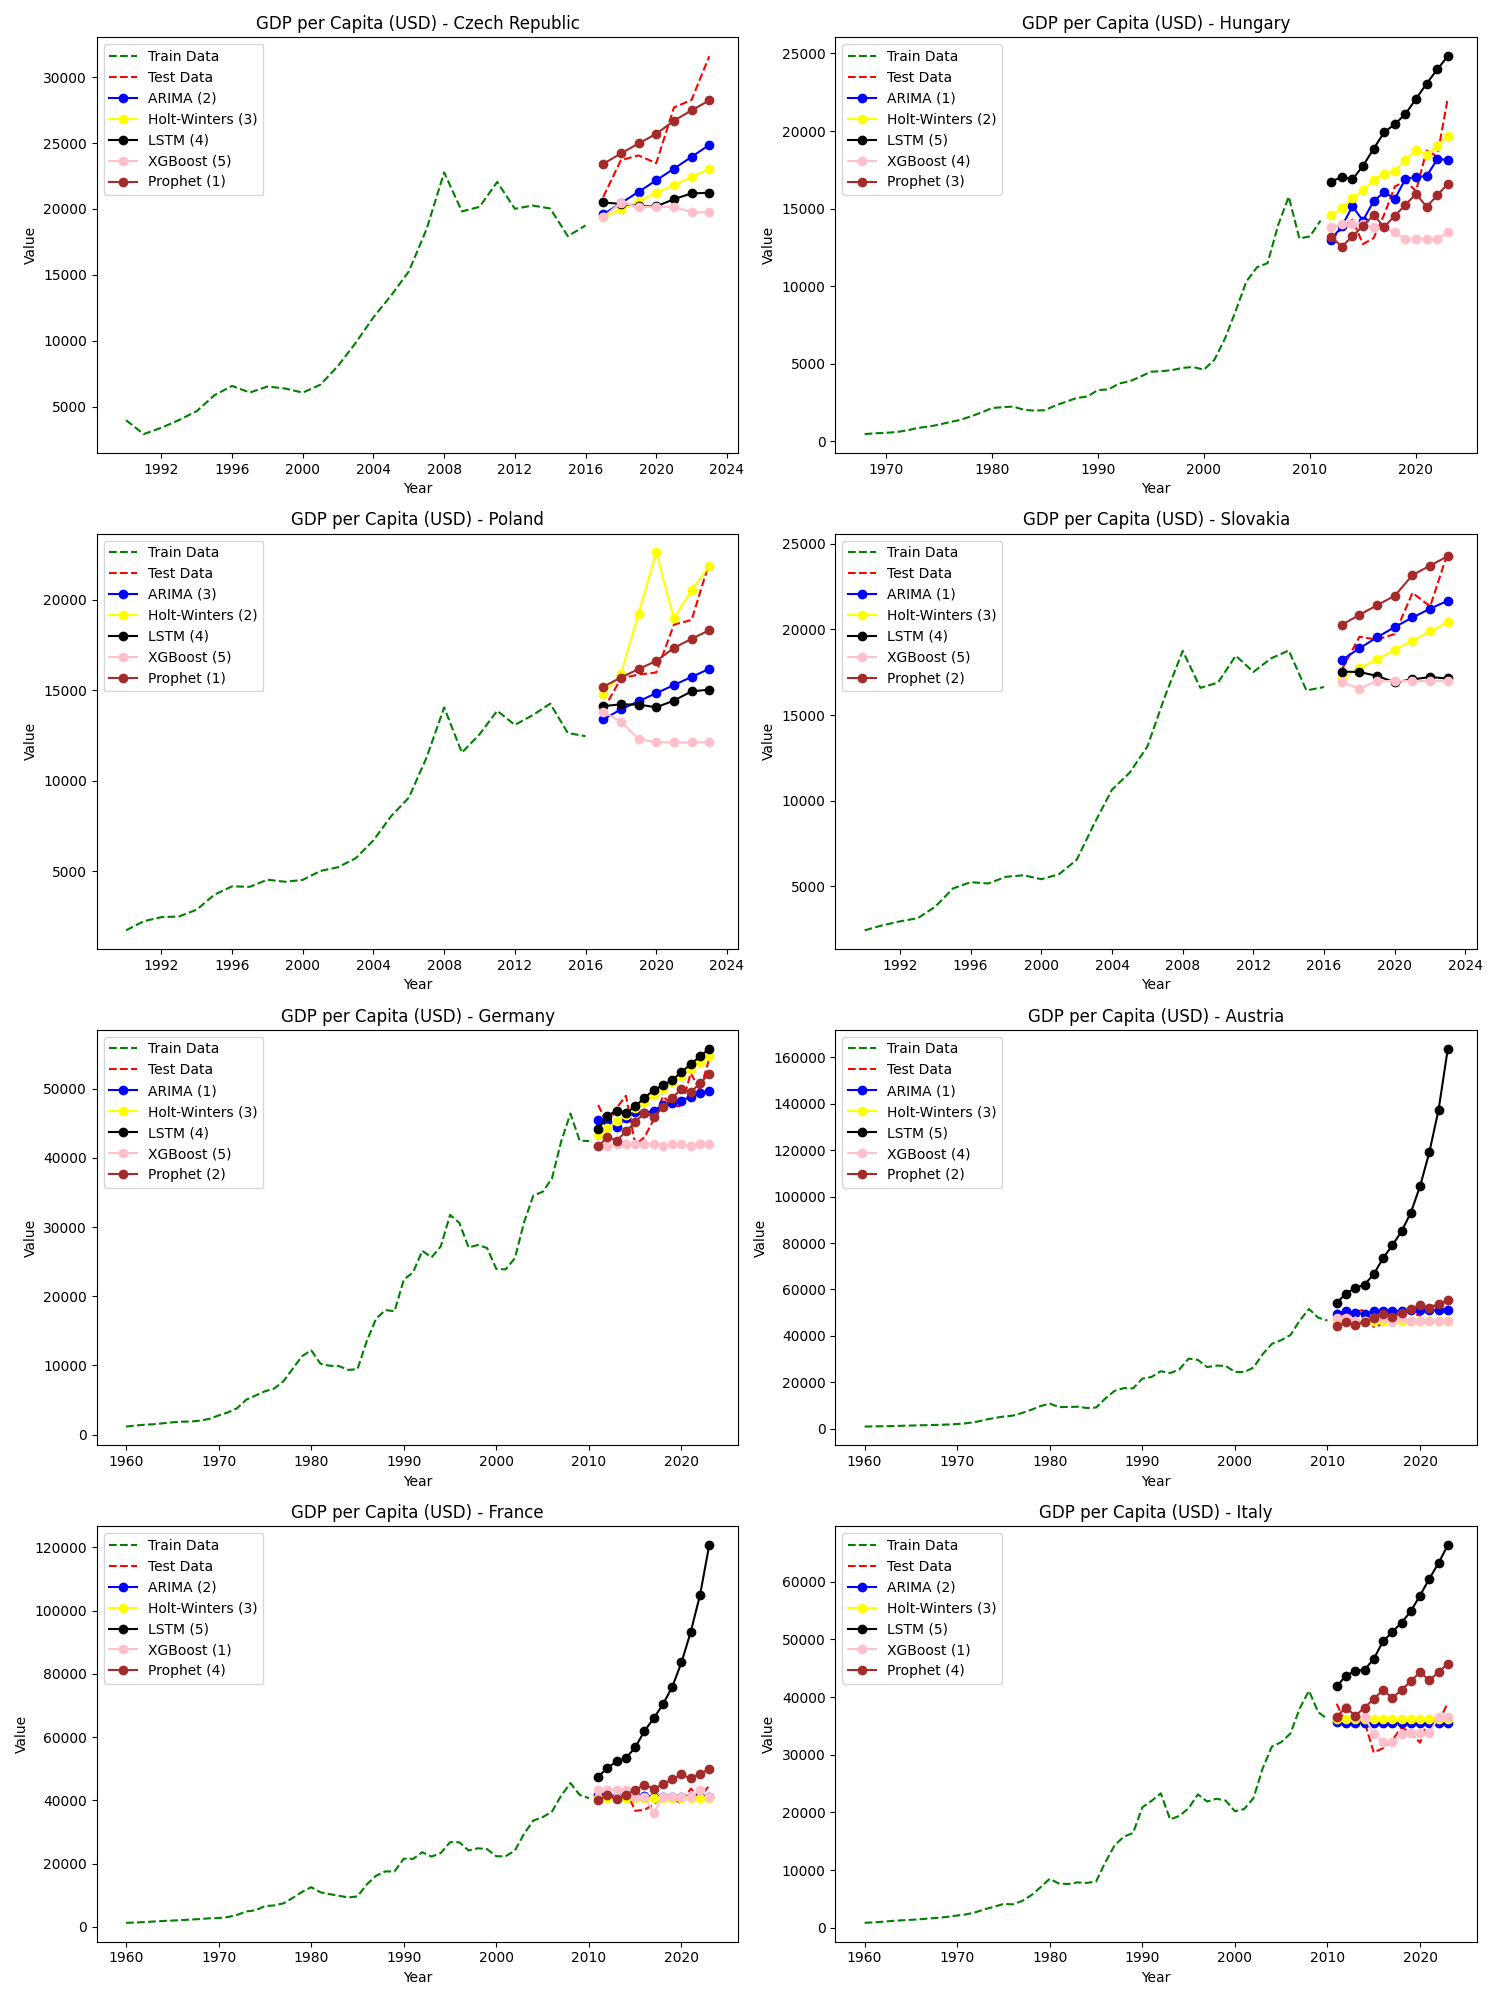 GDP per Capita (USD) - Czech Republic
Train Data
Test Data
ARIMA (2)
Holt-Winters (3)
LSTM (4)
XGBoost (5)
Prophet (1)
30000
25000
20000
15000
10000
5000
Value
1992 1996 2000 2004 2008 2012 2016 2020 2024
Year
GDP per Capita (USD) - Hungary
Train Data
Test Data
ARIMA (1)
Holt-Winters (2)
LSTM (5)
XGBoost (4)
Prophet (3)
25000
20000
15000
10000
5000
0
Value
1970 1980 1990 2000 2010 2020
Year
GDP per Capita (USD) - Poland
Train Data
Test Data
ARIMA (3)
Holt-Winters (2)
LSTM (4)
XGBoost (5)
Prophet (1)
20000
15000
10000
5000
Value
1992 1996 2000 2004 2008 2012 2016 2020 2024
Year
GDP per Capita (USD) - Slovakia
Train Data
Test Data
ARIMA (1)
Holt-Winters (3)
LSTM (4)
XGBoost (5)
Prophet (2)
25000
20000
15000
10000
5000
Value
1992 1996 2000 2004 2008 2012 2016 2020 2024
Year
GDP per Capita (USD) - Germany
Train Data
Test Data
ARIMA (1)
Holt-Winters (3)
LSTM (4)
XGBoost (5)
Prophet (2)
50000
40000
30000
20000
10000
0
Value
1960 1970 1980 1990 2000 2010 2020
Year
GDP per Capita (USD) - Austria
Train Data
Test Data
ARIMA (1)
Holt-Winters (3)
LSTM (5)
XGBoost (4)
Prophet (2)
160000
140000
120000
100000
80000
60000
40000
20000
0
Value
1960 1970 1980 1990 2000 2010 2020
Year
GDP per Capita (USD) - France
Train Data
Test Data
ARIMA (2)
Holt-Winters (3)
LSTM (5)
XGBoost (1)
Prophet (4)
120000
100000
80000
60000
40000
20000
0
Value
1960 1970 1980 1990 2000 2010 2020
Year
GDP per Capita (USD) - Italy
Train Data
Test Data
ARIMA (2)
Holt-Winters (3)
LSTM (5)
XGBoost (1)
Prophet (4)
60000
50000
40000
30000
20000
10000
0
Value
1960 1970 1980 1990 2000 2010 2020
Year